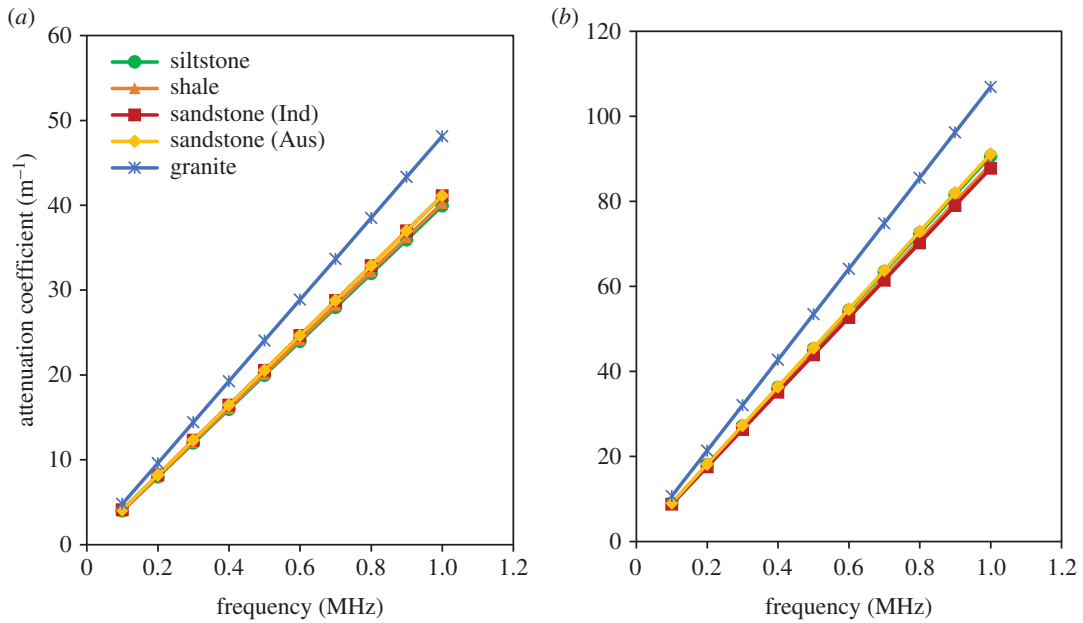 (a)
60
50
40
30
20
10
0
attenuation coefficient (m⁻¹)
siltstone
shale
sandstone (Ind)
sandstone (Aus)
granite
0 0.2 0.4 0.6 0.8 1.0 1.2
frequency (MHz)
(b)
120
100
80
60
40
20
0
0 0.2 0.4 0.6 0.8 1.0 1.2
frequency (MHz)